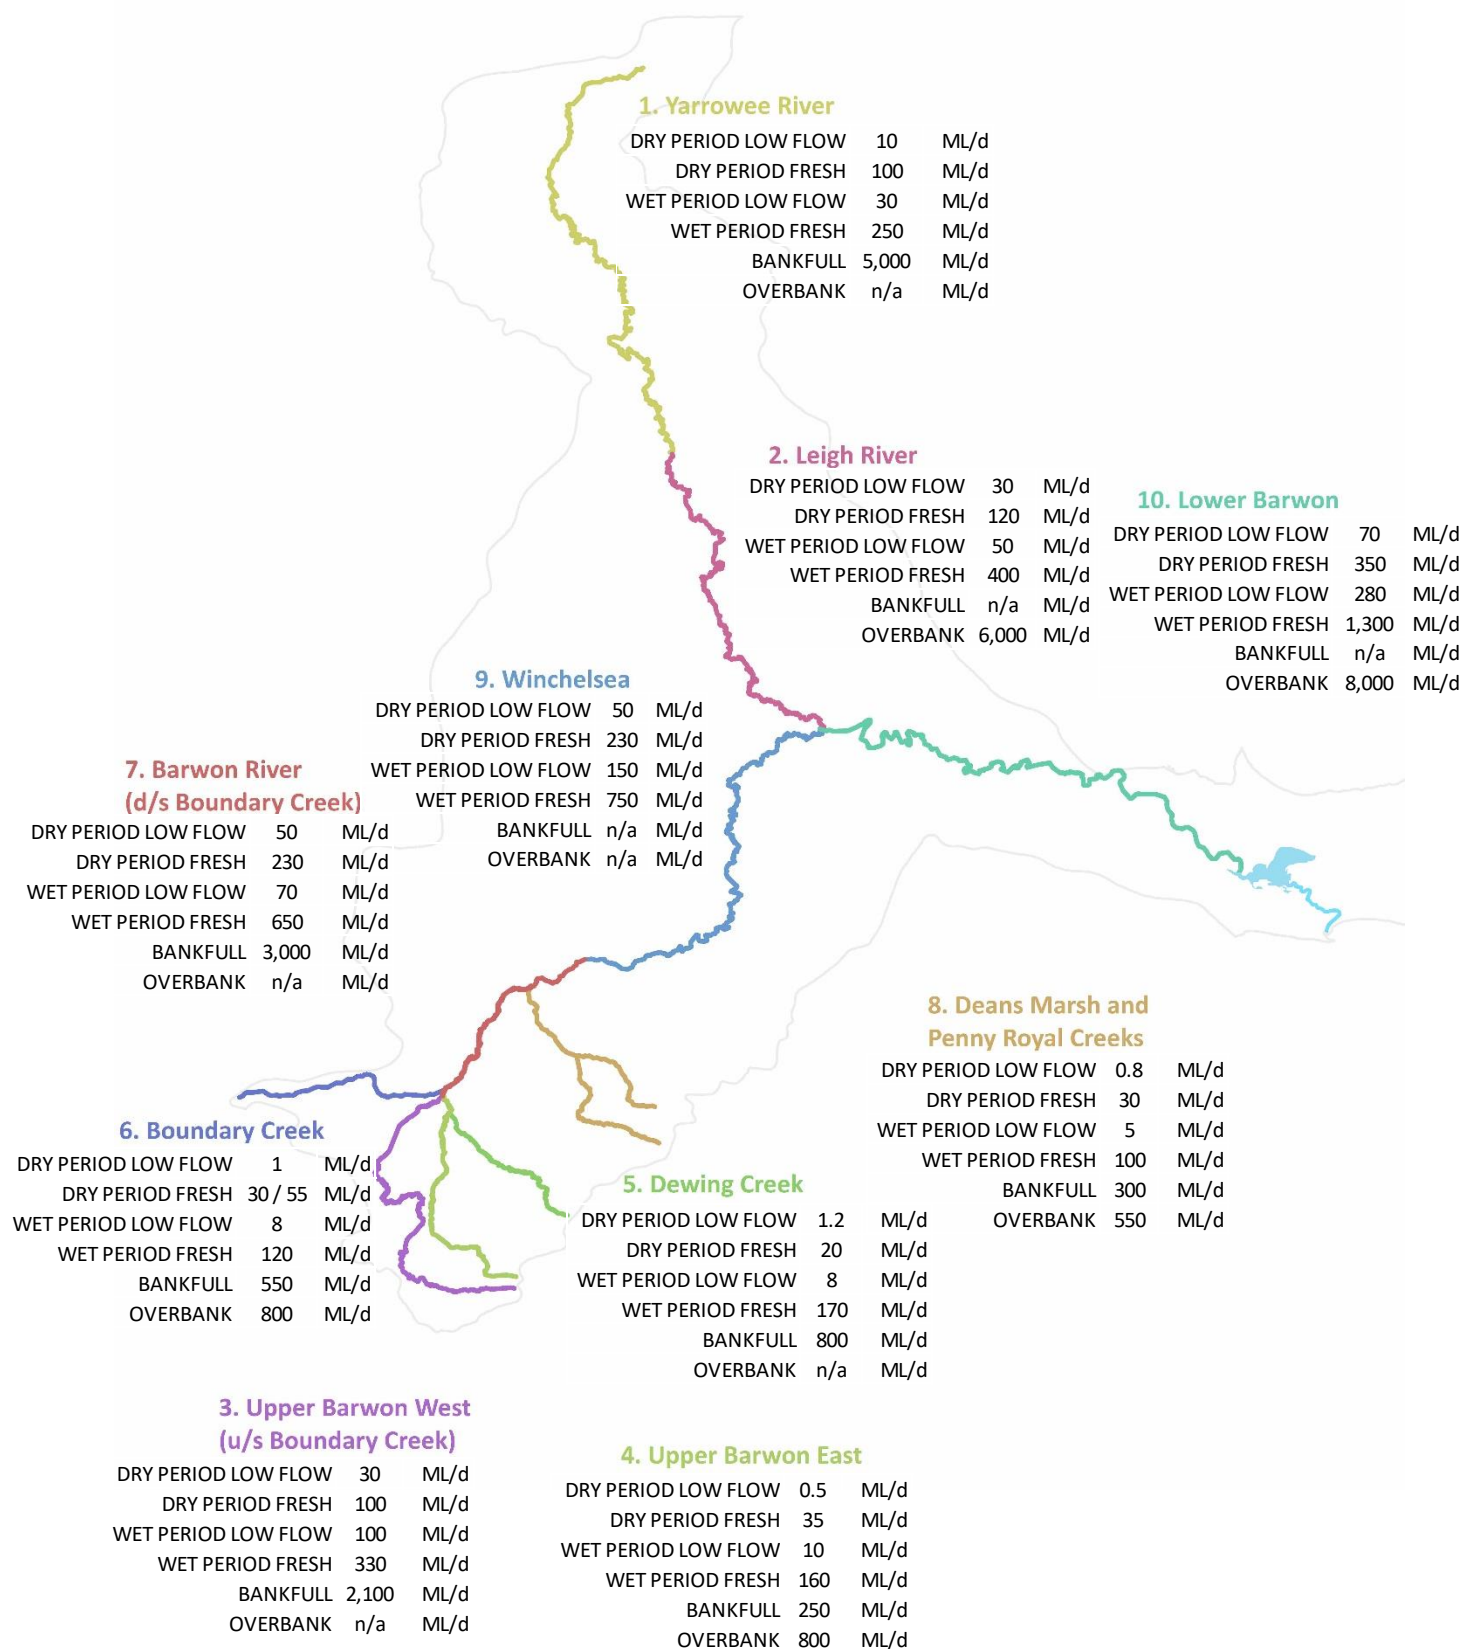 1. Yarrowee River
DRY PERIOD LOW FLOW 10 ML/d
DRY PERIOD FRESH 100 ML/d
WET PERIOD LOW FLOW 30 ML/d
WET PERIOD FRESH 250 ML/d
BANKFULL 5,000 ML/d
OVERBANK n/a ML/d
2. Leigh River
DRY PERIOD LOW FLOW 30 ML/d
DRY PERIOD FRESH 120 ML/d
WET PERIOD LOW FLOW 50 ML/d
WET PERIOD FRESH 400 ML/d
BANKFULL n/a ML/d
OVERBANK 6,000 ML/d
10. Lower Barwon
DRY PERIOD LOW FLOW 70 ML/d
DRY PERIOD FRESH 350 ML/d
WET PERIOD LOW FLOW 280 ML/d
WET PERIOD FRESH 1,300 ML/d
BANKFULL n/a ML/d
OVERBANK 8,000 ML/d
9. Winchelsea
DRY PERIOD LOW FLOW 50 ML/d
DRY PERIOD FRESH 230 ML/d
WET PERIOD LOW FLOW 150 ML/d
WET PERIOD FRESH 750 ML/d
BANKFULL n/a ML/d
OVERBANK n/a ML/d
7. Barwon River
(d/s Boundary Creek)
DRY PERIOD LOW FLOW 50 ML/d
DRY PERIOD FRESH 230 ML/d
WET PERIOD LOW FLOW 70 ML/d
WET PERIOD FRESH 650 ML/d
BANKFULL 3,000 ML/d
OVERBANK n/a ML/d
8. Deans Marsh and
Penny Royal Creeks
DRY PERIOD LOW FLOW 0.8 ML/d
DRY PERIOD FRESH 30 ML/d
WET PERIOD LOW FLOW 5 ML/d
WET PERIOD FRESH 100 ML/d
BANKFULL 300 ML/d
OVERBANK 550 ML/d
6. Boundary Creek
DRY PERIOD LOW FLOW 1 ML/d
DRY PERIOD FRESH 30 / 55 ML/d
WET PERIOD LOW FLOW 8 ML/d
WET PERIOD FRESH 120 ML/d
BANKFULL 550 ML/d
OVERBANK 800 ML/d
5. Dewing Creek
DRY PERIOD LOW FLOW 1.2 ML/d
DRY PERIOD FRESH 20 ML/d
WET PERIOD LOW FLOW 8 ML/d
WET PERIOD FRESH 170 ML/d
BANKFULL 800 ML/d
OVERBANK n/a ML/d
3. Upper Barwon West
(u/s Boundary Creek)
DRY PERIOD LOW FLOW 30 ML/d
DRY PERIOD FRESH 100 ML/d
WET PERIOD LOW FLOW 100 ML/d
WET PERIOD FRESH 330 ML/d
BANKFULL 2,100 ML/d
OVERBANK n/a ML/d
4. Upper Barwon East
DRY PERIOD LOW FLOW 0.5 ML/d
DRY PERIOD FRESH 35 ML/d
WET PERIOD LOW FLOW 10 ML/d
WET PERIOD FRESH 160 ML/d
BANKFULL 250 ML/d
OVERBANK 800 ML/d